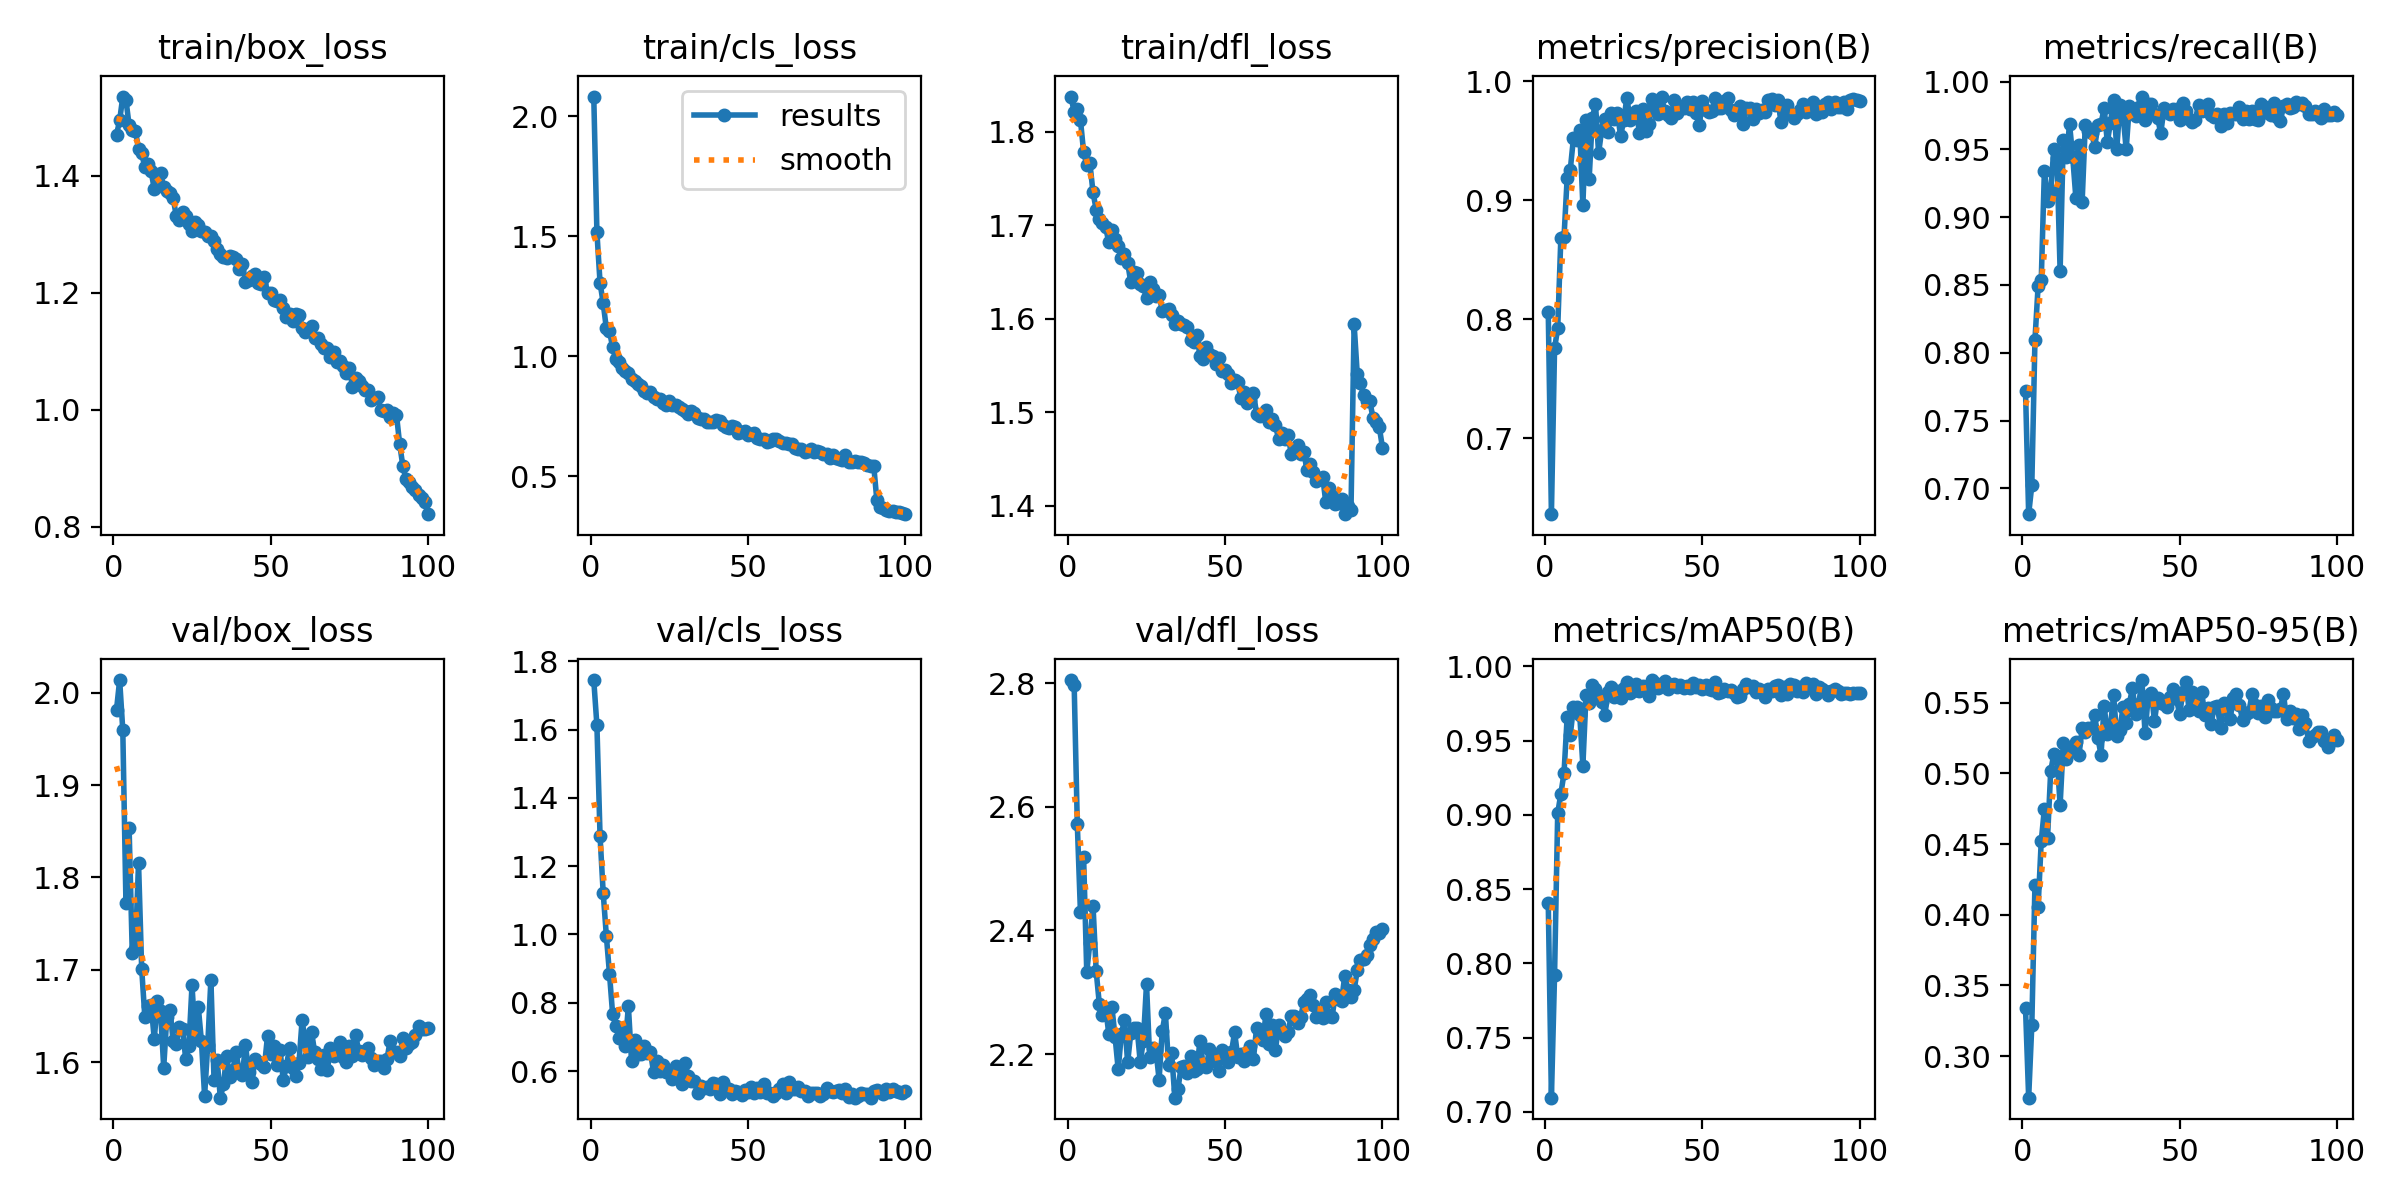 train/box_loss
1.4
1.2
1.0
0.8
0 50 100
train/cls_loss
results
smooth
2.0
1.5
1.0
0.5
0 50 100
train/dfl_loss
1.8
1.7
1.6
1.5
1.4
0 50 100
metrics/precision(B)
1.0
0.9
0.8
0.7
0 50 100
metrics/recall(B)
1.00
0.95
0.90
0.85
0.80
0.75
0.70
0 50 100
val/box_loss
2.0
1.9
1.8
1.7
1.6
0 50 100
val/cls_loss
1.8
1.6
1.4
1.2
1.0
0.8
0.6
0 50 100
val/dfl_loss
2.8
2.6
2.4
2.2
0 50 100
metrics/mAP50(B)
1.00
0.95
0.90
0.85
0.80
0.75
0.70
0 50 100
metrics/mAP50-95(B)
0.55
0.50
0.45
0.40
0.35
0.30
0 50 100